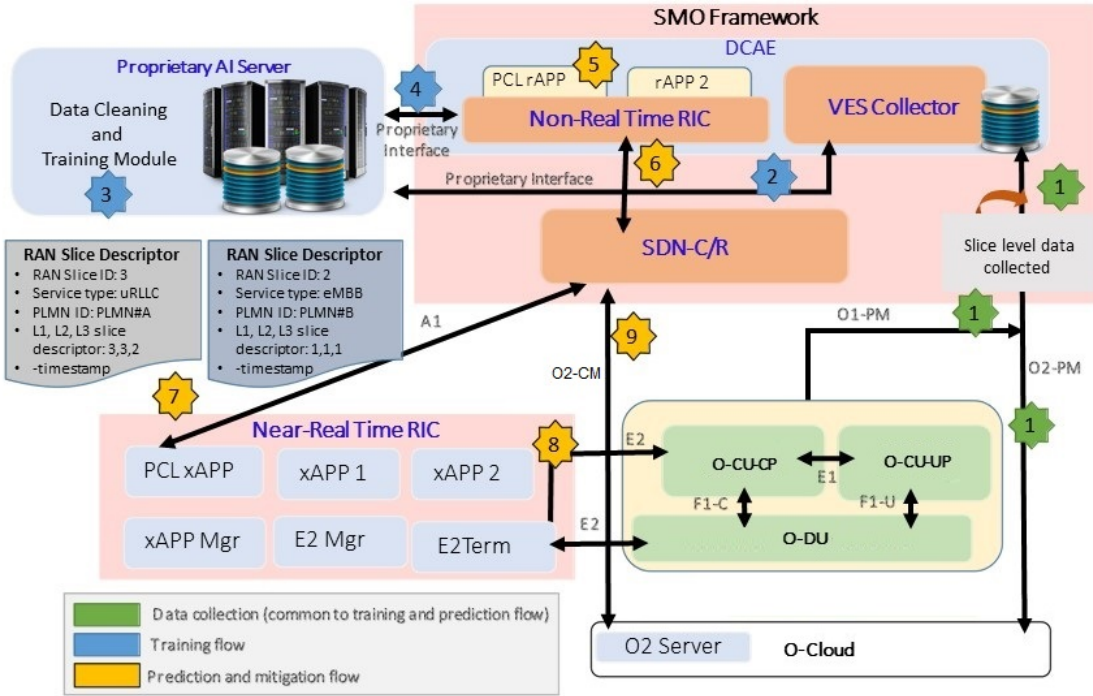 SMO Framework
DCAE
Proprietary AI Server
Data Cleaning
and
Training Module
3
4
Proprietary
Interface
PCL rAPP
5
rAPP 2
Non-Real Time RIC
VES Collector
6
2
1
Proprietary Interface
SDN-C/R
Slice level data
collected
RAN Slice Descriptor
• RAN Slice ID: 3
• Service type: uRLLC
• PLMN ID: PLMN#A
• L1, L2, L3 slice
descriptor: 3,3,2
• -timestamp
RAN Slice Descriptor
• RAN Slice ID: 2
• Service type: eMBB
• PLMN ID: PLMN#B
• L1, L2, L3 slice
descriptor: 1,1,1
• -timestamp
A1
9
O1-PM
1
O2-CM
O2-PM
7
Near-Real Time RIC
8
1
PCL xAPP
xAPP 1
xAPP 2
E2
O-CU-CP
E1
O-CU-UP
F1-C
F1-U
xAPP Mgr
E2 Mgr
E2Term
E2
O-DU
Data collection (common to training and prediction flow)
Training flow
Prediction and mitigation flow
O2 Server
O-Cloud